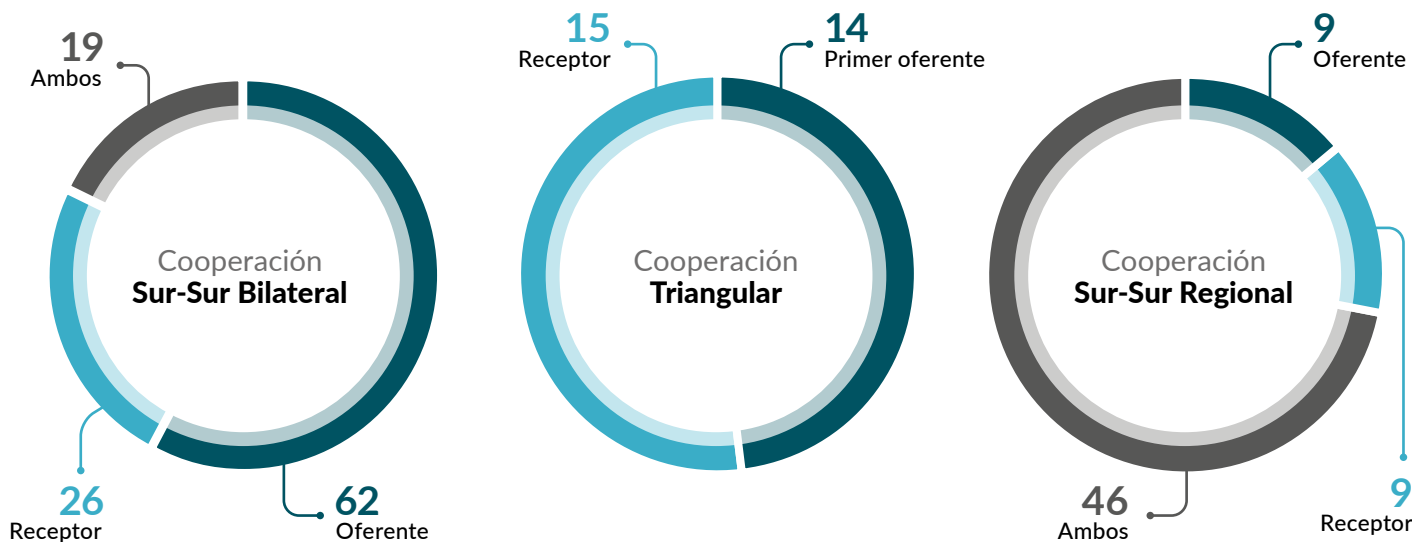 19
Ambos
Cooperación
Sur-Sur Bilateral
26
Receptor
62
Oferente
15
Receptor
14
Primer oferente
Cooperación
Triangular
9
Oferente
Cooperación
Sur-Sur Regional
46
Ambos
9
Receptor